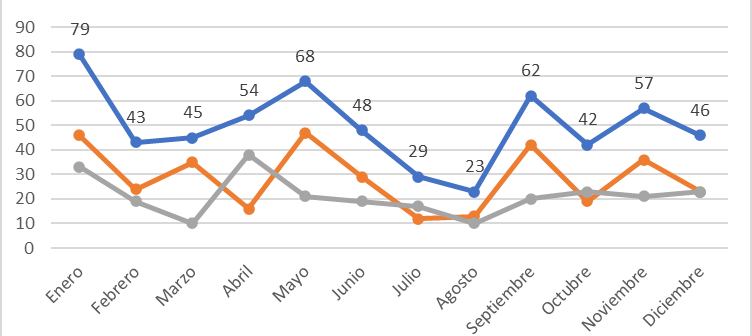 90
80
70
60
50
40
30
20
10
0
79
43
45
54
68
48
29
23
62
42
57
46
Enero
Febrero
Marzo
Abril
Mayo
Junio
Julio
Agosto
Septiembre
Octubre
Noviembre
Diciembre